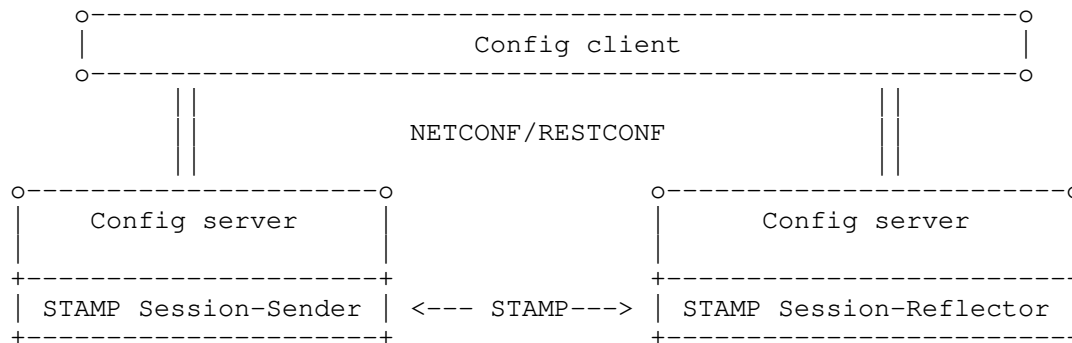 Config client
NETCONF/RESTCONF
Config server Config server
STAMP Session-Sender <--- STAMP---> STAMP Session-Reflector